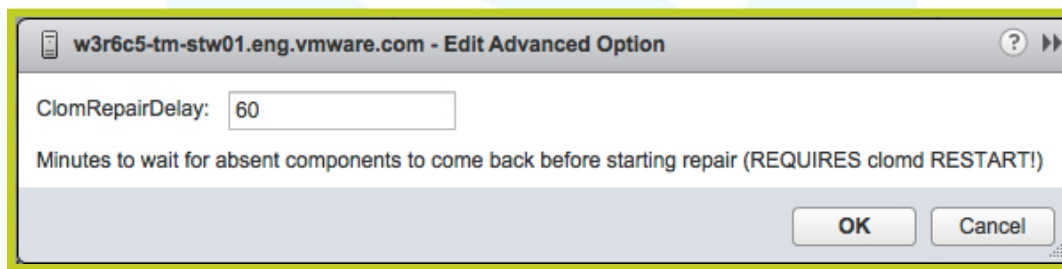 w3r6c5-tm-stw01.eng.vmware.com - Edit Advanced Option
ClomRepairDelay: 60
Minutes to wait for absent components to come back before starting repair (REQUIRES clomd RESTART!)
OK Cancel